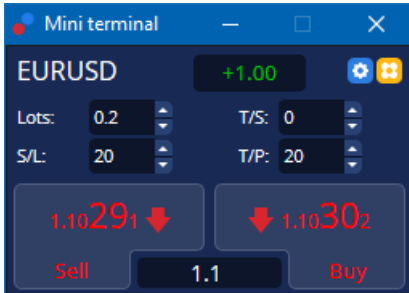 Mini terminal
EURUSD +1.00
Lots: 0.2 T/S: 0
S/L: 20 T/P: 20
1.10291 1.10302
Sell 1.1 Buy